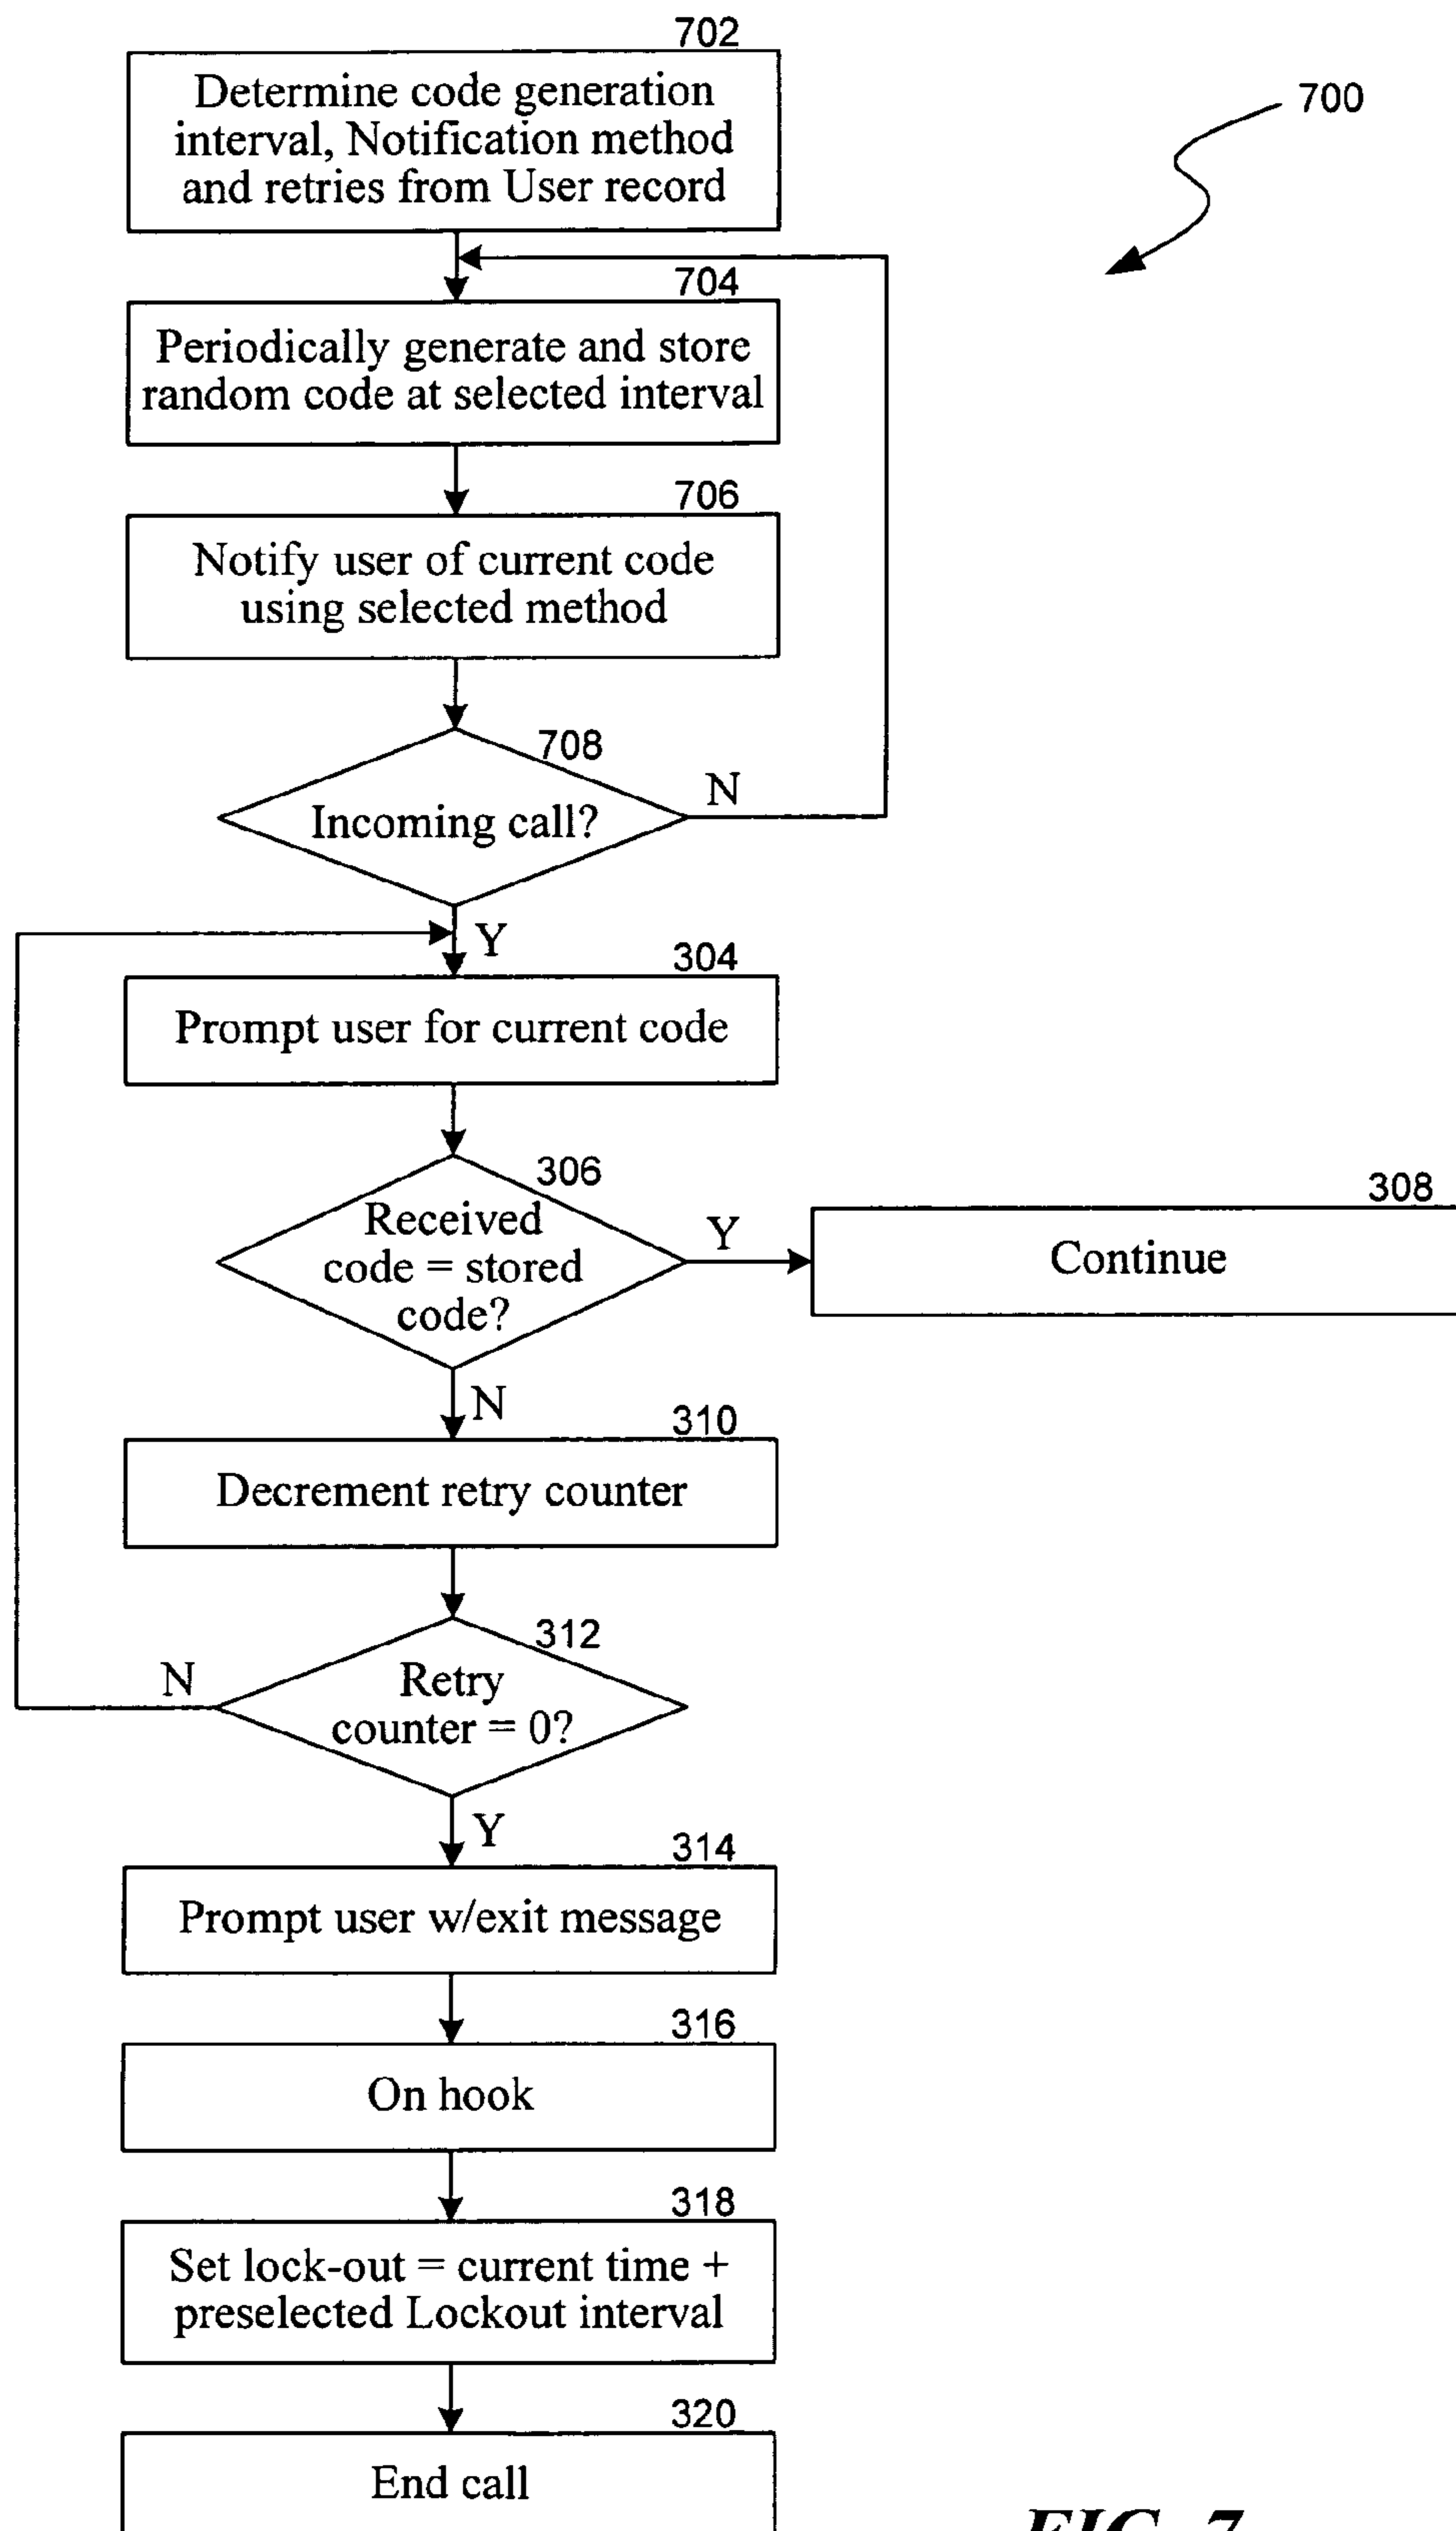 702
Determine code generation
interval, Notification method
and retries from User record
700
704
Periodically generate and store
random code at selected interval
706
Notify user of current code
using selected method
708
Incoming call?
N
Y
304
Prompt user for current code
306
Received
code = stored
code?
Y
308
Continue
N
310
Decrement retry counter
312
Retry
counter = 0?
N
Y
314
Prompt user w/exit message
316
On hook
318
Set lock-out = current time +
preselected Lockout interval
320
End call
FIG. 7